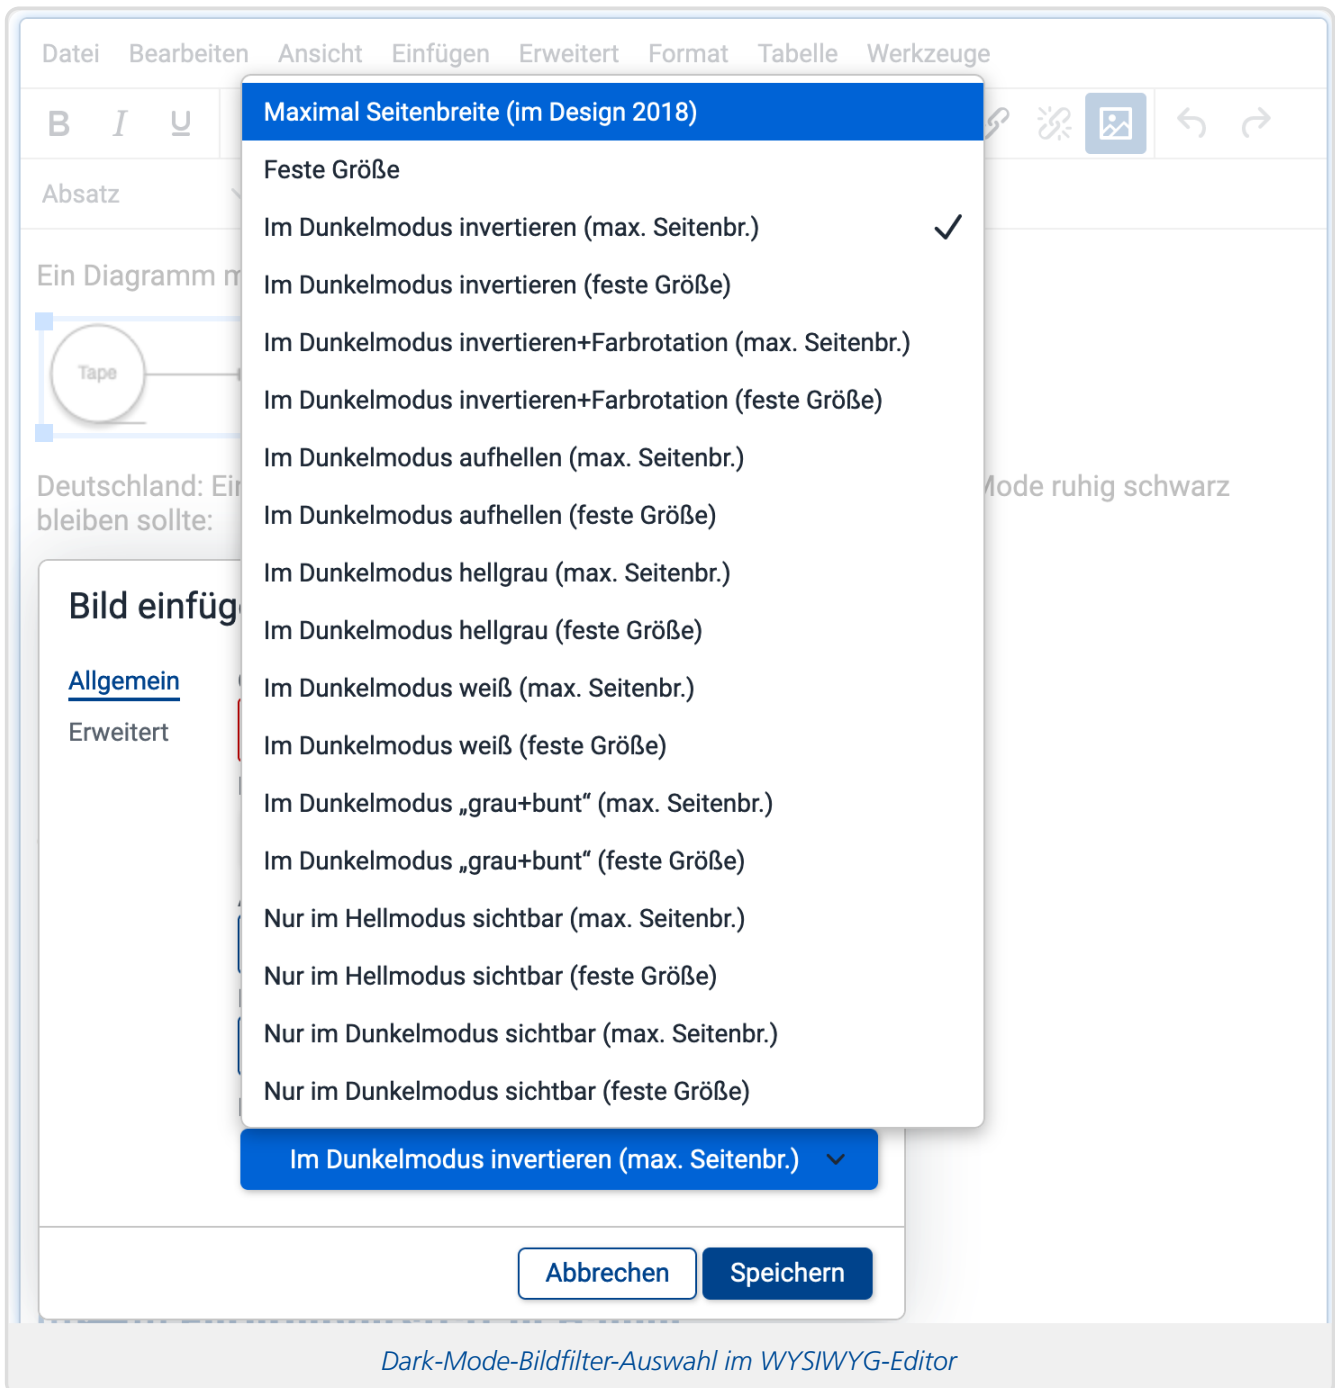 Datei Bearbeiten Ansicht Einfügen Erweitert Format Tabelle Werkzeuge
B I U
Absatz
Maximal Seitenbreite (im Design 2018)
Feste Größe
Im Dunkelmodus invertieren (max. Seitenbr.)
Im Dunkelmodus invertieren (feste Größe)
Im Dunkelmodus invertieren+Farbrotation (max. Seitenbr.)
Im Dunkelmodus invertieren+Farbrotation (feste Größe)
Im Dunkelmodus aufhellen (max. Seitenbr.)
Im Dunkelmodus aufhellen (feste Größe)
Im Dunkelmodus hellgrau (max. Seitenbr.)
Im Dunkelmodus hellgrau (feste Größe)
Im Dunkelmodus weiß (max. Seitenbr.)
Im Dunkelmodus weiß (feste Größe)
Im Dunkelmodus „grau+bunt“ (max. Seitenbr.)
Im Dunkelmodus „grau+bunt“ (feste Größe)
Nur im Hellmodus sichtbar (max. Seitenbr.)
Nur im Hellmodus sichtbar (feste Größe)
Nur im Dunkelmodus sichtbar (max. Seitenbr.)
Nur im Dunkelmodus sichtbar (feste Größe)
Ein Diagramm
Tape
Deutschland: Mode ruhig schwarz
bleiben sollte:
Bild einfüg
Allgemein
Erweitert
Im Dunkelmodus invertieren (max. Seitenbr.)
Abbrechen Speichern
Dark-Mode-Bildfilter-Auswahl im WYSIWYG-Editor